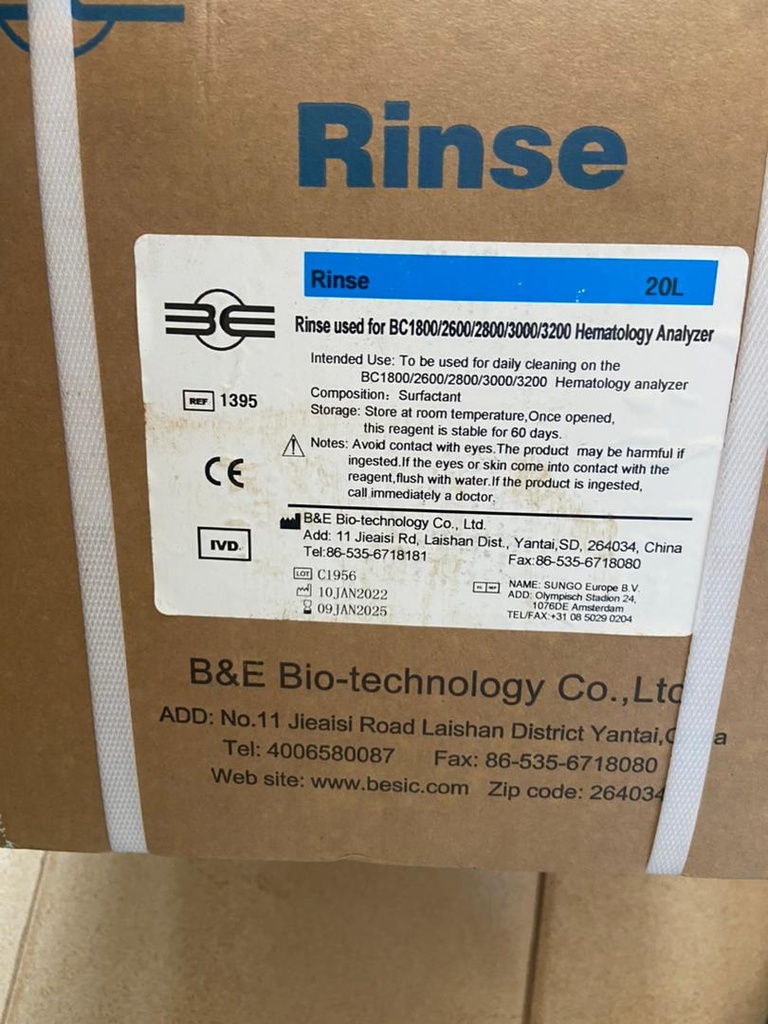 Rinse
Rinse 20L
Rinse used for BC1800/2600/2800/3000/3200 Hematology Analyzer
Intended Use: To be used for daily cleaning on the
BC1800/2600/2800/3000/3200 Hematology analyzer
Composition: Surfactant
Storage: Store at room temperature,Once opened,
this reagent is stable for 60 days.
Notes: Avoid contact with eyes.The product may be harmful if
ingested.If the eyes or skin come into contact with the
reagent,flush with water.If the product is ingested,
call immediately a doctor.
BE
REF 1395
CE
IVD
B&E Bio-technology Co., Ltd.
Add: 11 Jieaisi Rd, Laishan Dist., Yantai,SD, 264034, China
Tel:86-535-6718181 Fax:86-535-6718080
LOT C1956
10JAN2022
09JAN2025
EC REP NAME: SUNGO Europe B.V.
ADD: Olympisch Stadion 24,
1076DE Amsterdam
TEL/FAX:+31 08 5029 0204
B&E Bio-technology Co.,Ltd
ADD: No.11 Jieaisi Road Laishan District Yantai,
Tel: 4006580087 Fax: 86-535-6718080
Web site: www.besic.com Zip code: 264034